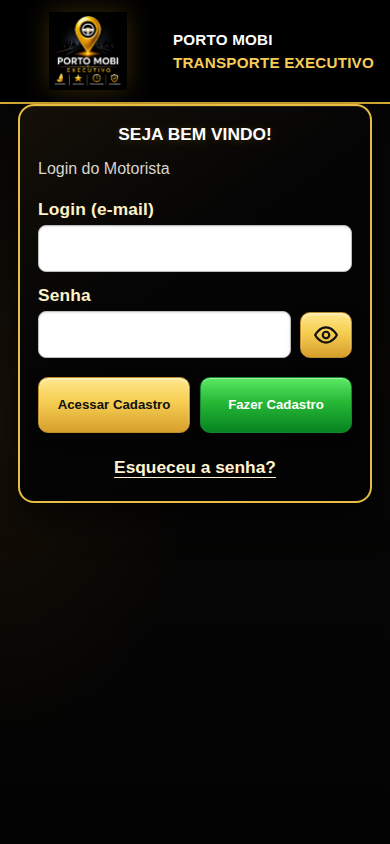 PORTO MOBI
EXECUTIVO
PORTO MOBI
TRANSPORTE EXECUTIVO
SEJA BEM VINDO!
Login do Motorista
Login (e-mail)
Senha
Acessar Cadastro
Fazer Cadastro
Esqueceu a senha?